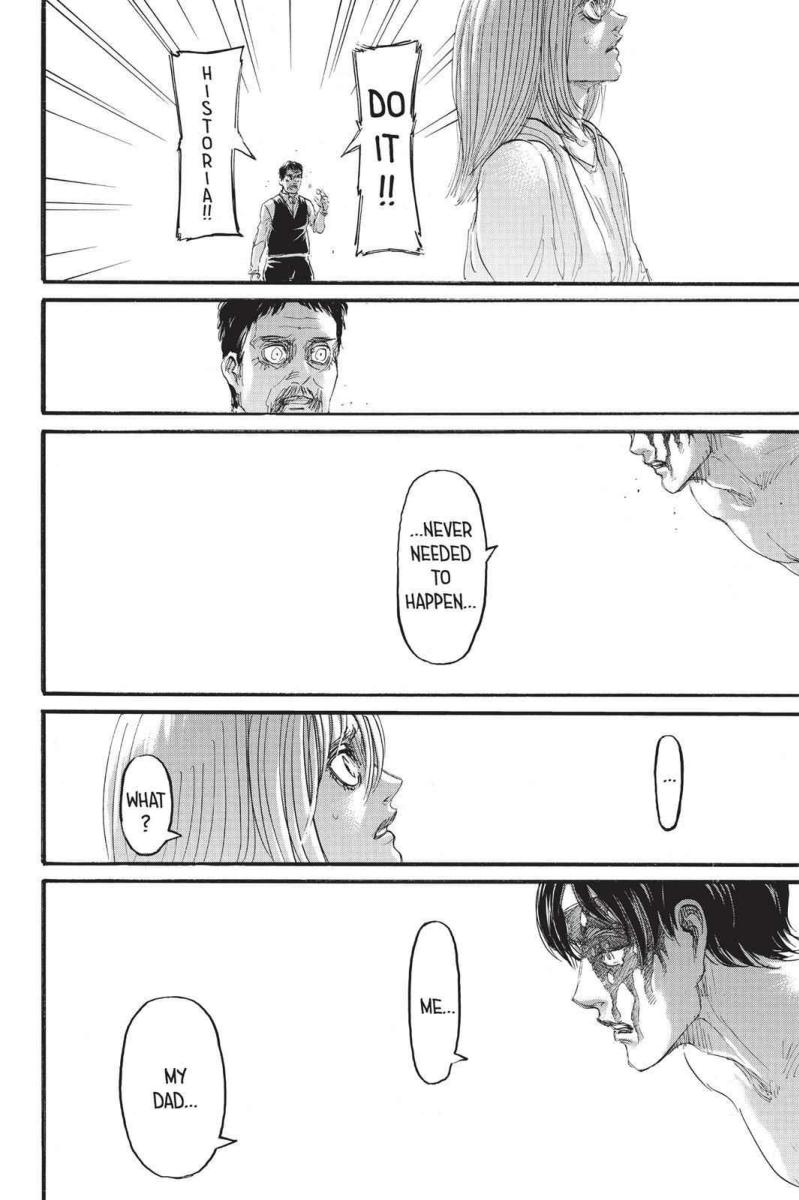 DO
IT!!
HISTORIA!!
...NEVER
NEEDED
TO
HAPPEN...
...
WHAT
?
ME...
MY
DAD...